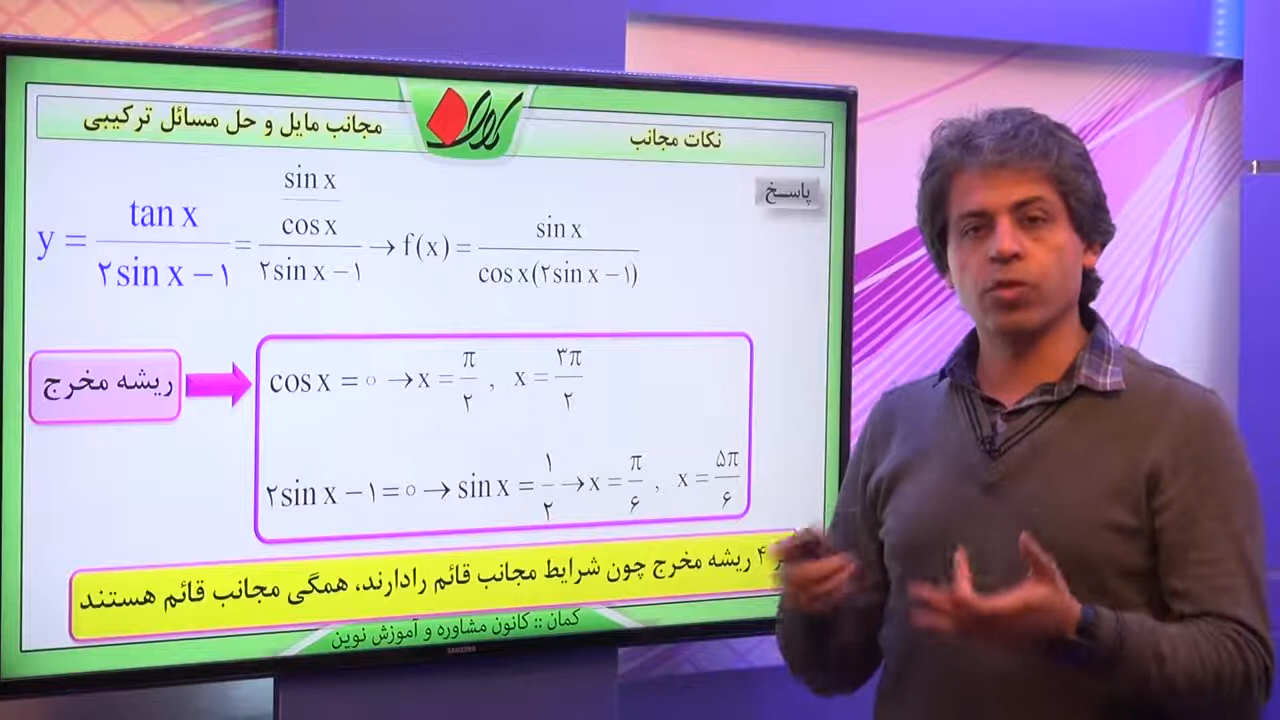 نکات مجانب
مجانب مایل و حل مسائل ترکیبی
کمان
پاسخ
y = tan x / ۲sin x − ۱ = sin x / cos x / ۲sin x − ۱ → f(x) = sin x / cos x(۲sin x − ۱)
ریشه مخرج
cos x = ۰ → x = π/۲ , x = ۳π/۲
۲sin x − ۱ = ۰ → sin x = ۱/۲ → x = π/۶ , x = ۵π/۶
۴ ریشه مخرج چون شرایط مجانب قائم رادارند، همگی مجانب قائم هستند
کمان :: کانون مشاوره و آموزش نوین
SAMSUNG